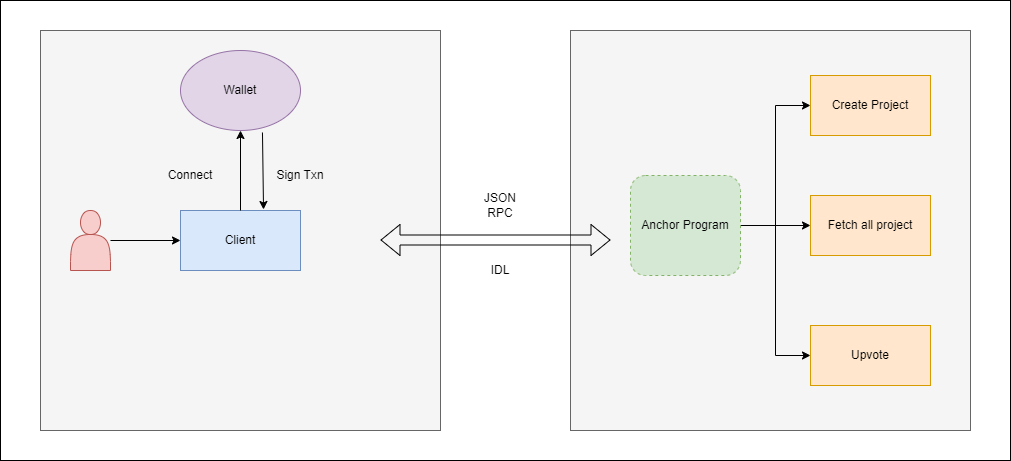 Wallet
Connect
Sign Txn
Client
JSON
RPC
IDL
Anchor Program
Create Project
Fetch all project
Upvote